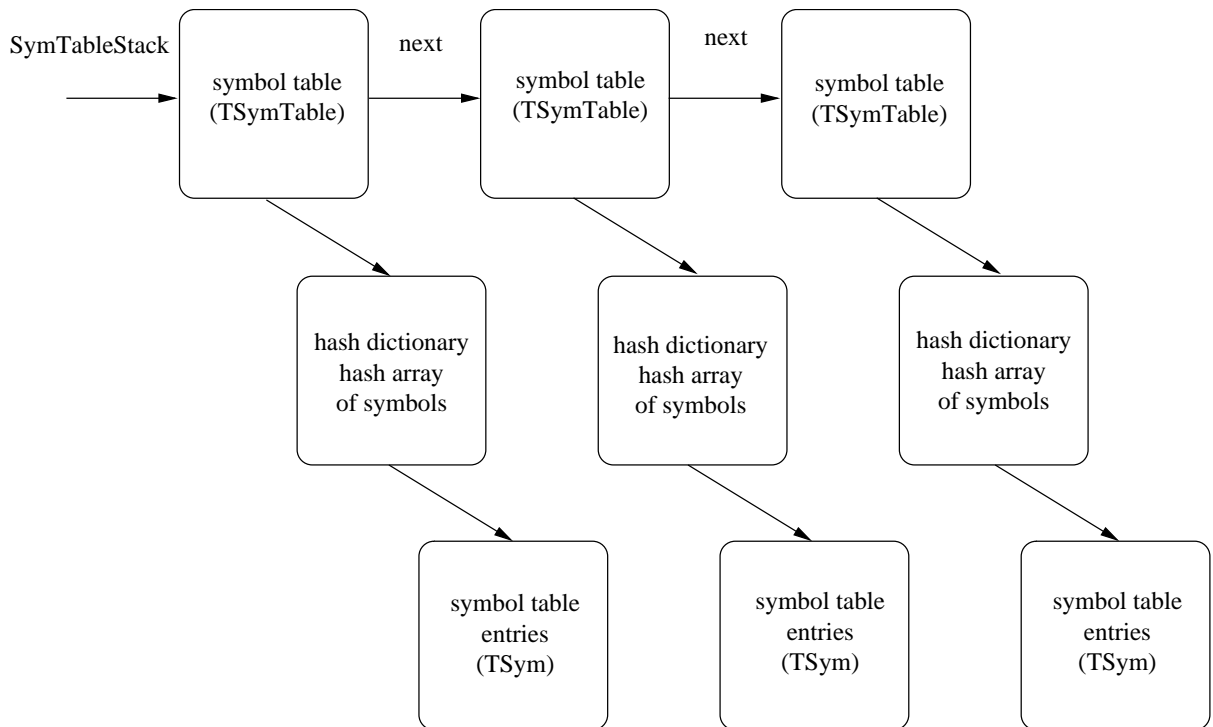 SymTableStack
next
next
symbol table
(TSymTable)
symbol table
(TSymTable)
symbol table
(TSymTable)
hash dictionary
hash array
of symbols
hash dictionary
hash array
of symbols
hash dictionary
hash array
of symbols
symbol table
entries
(TSym)
symbol table
entries
(TSym)
symbol table
entries
(TSym)